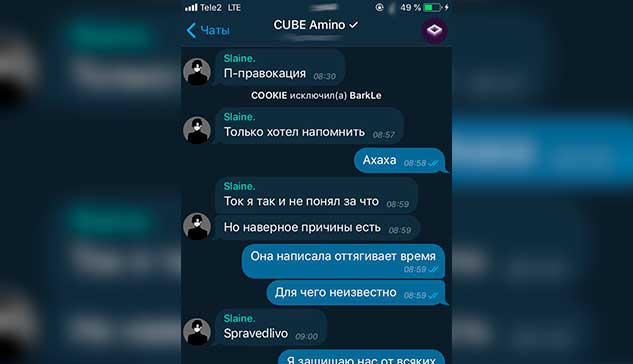 Tele2 LTE 49 %
Чаты
CUBE Amino
Slaine.
П-правокация 08:30
COOKIE исключил(а) BarkLe
Slaine.
Только хотел напомнить 08:57
Ахаха 08:58
Slaine.
Ток я так и не понял за что 08:59
Но наверное причины есть 08:59
Она написала оттягивает время
08:59
Для чего неизвестно 08:59
Slaine.
Spravedlivo 09:00
Я защищаю нас от всяких